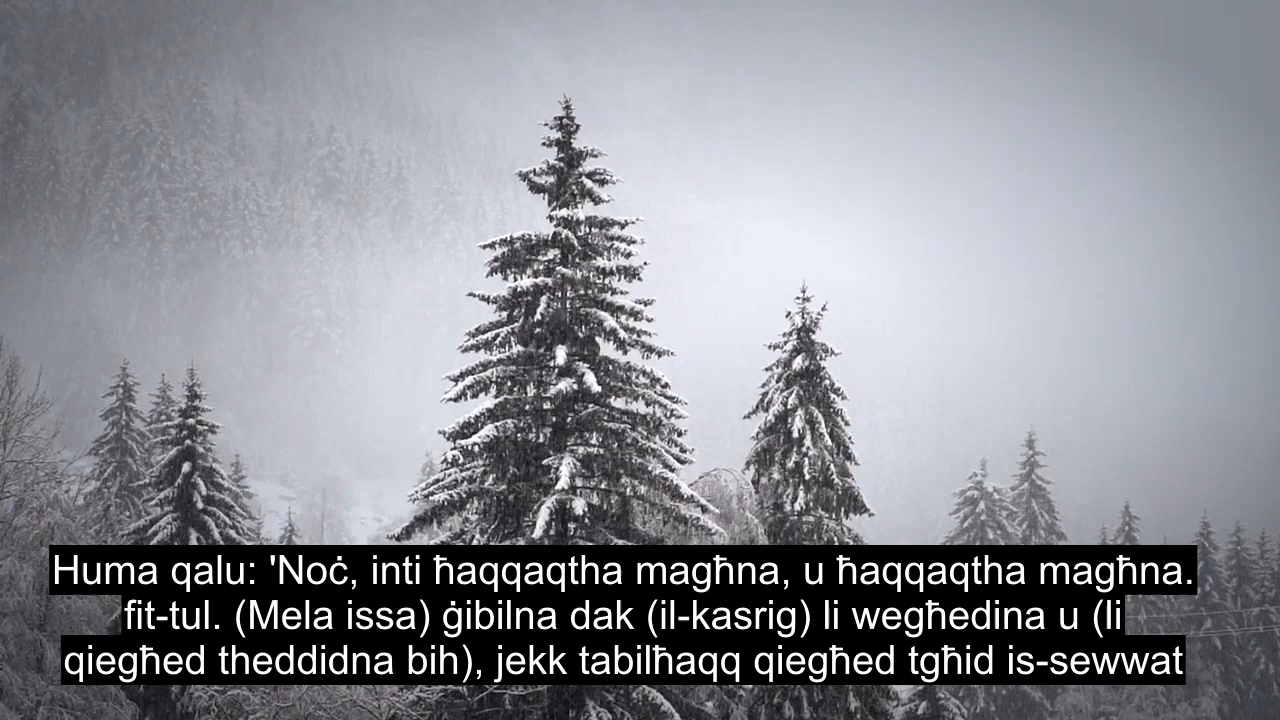 Huma qalu: 'Noċ, inti ħaqqaqtha magħna, u ħaqqaqtha magħna.
fit-tul. (Mela issa) ġibilna dak (il-kasrig) li wegħedina u (li
qiegħed theddidna bih), jekk tabilħaqq qiegħed tgħid is-sewwat